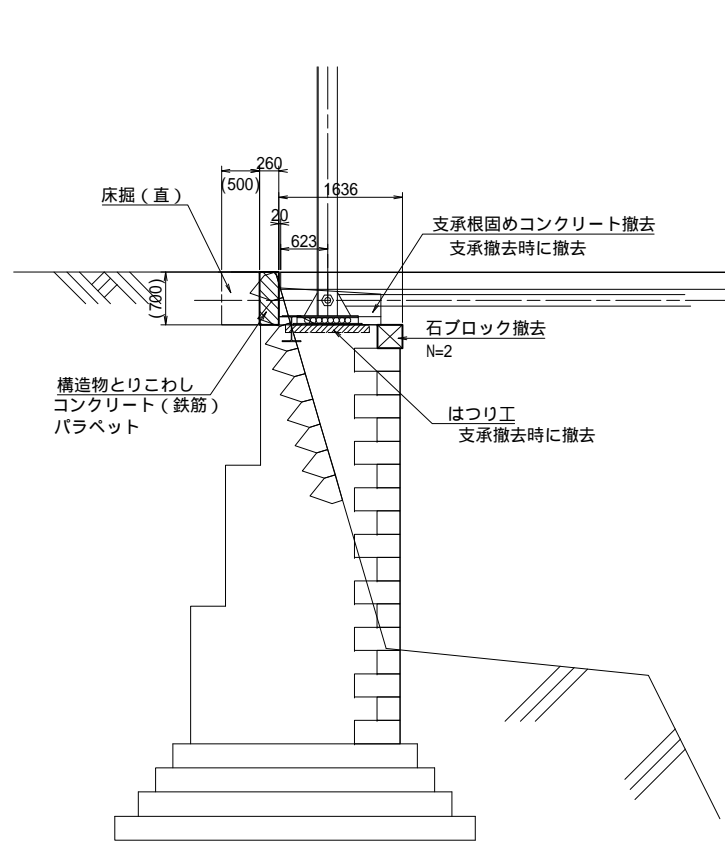 260
(500)
1636
床掘（直）
20
623
支承根固めコンクリート撤去
支承撤去時に撤去
(700)
石ブロック撤去
N=2
構造物とりこわし
コンクリート（鉄筋）
パラペット
はつり工
支承撤去時に撤去